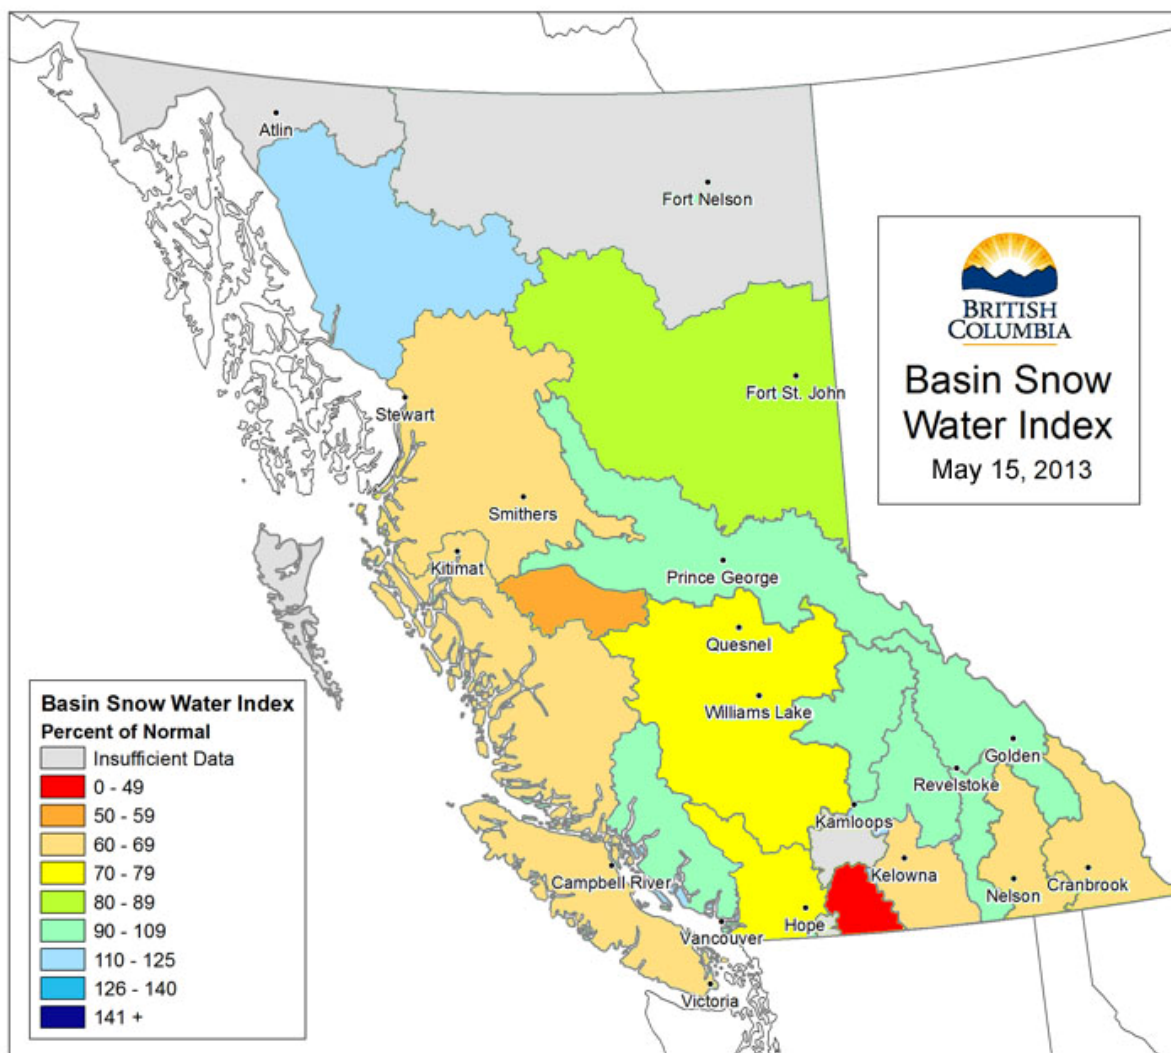 Atlin
Fort Nelson
BRITISH
COLUMBIA
Basin Snow
Water Index
May 15, 2013
Fort St. John
Stewart
Smithers
Kitimat
Prince George
Quesnel
Williams Lake
Golden
Revelstoke
Kamloops
Kelowna
Campbell River
Nelson
Cranbrook
Hope
Vancouver
Victoria
Basin Snow Water Index
Percent of Normal
Insufficient Data
0 - 49
50 - 59
60 - 69
70 - 79
80 - 89
90 - 109
110 - 125
126 - 140
141 +